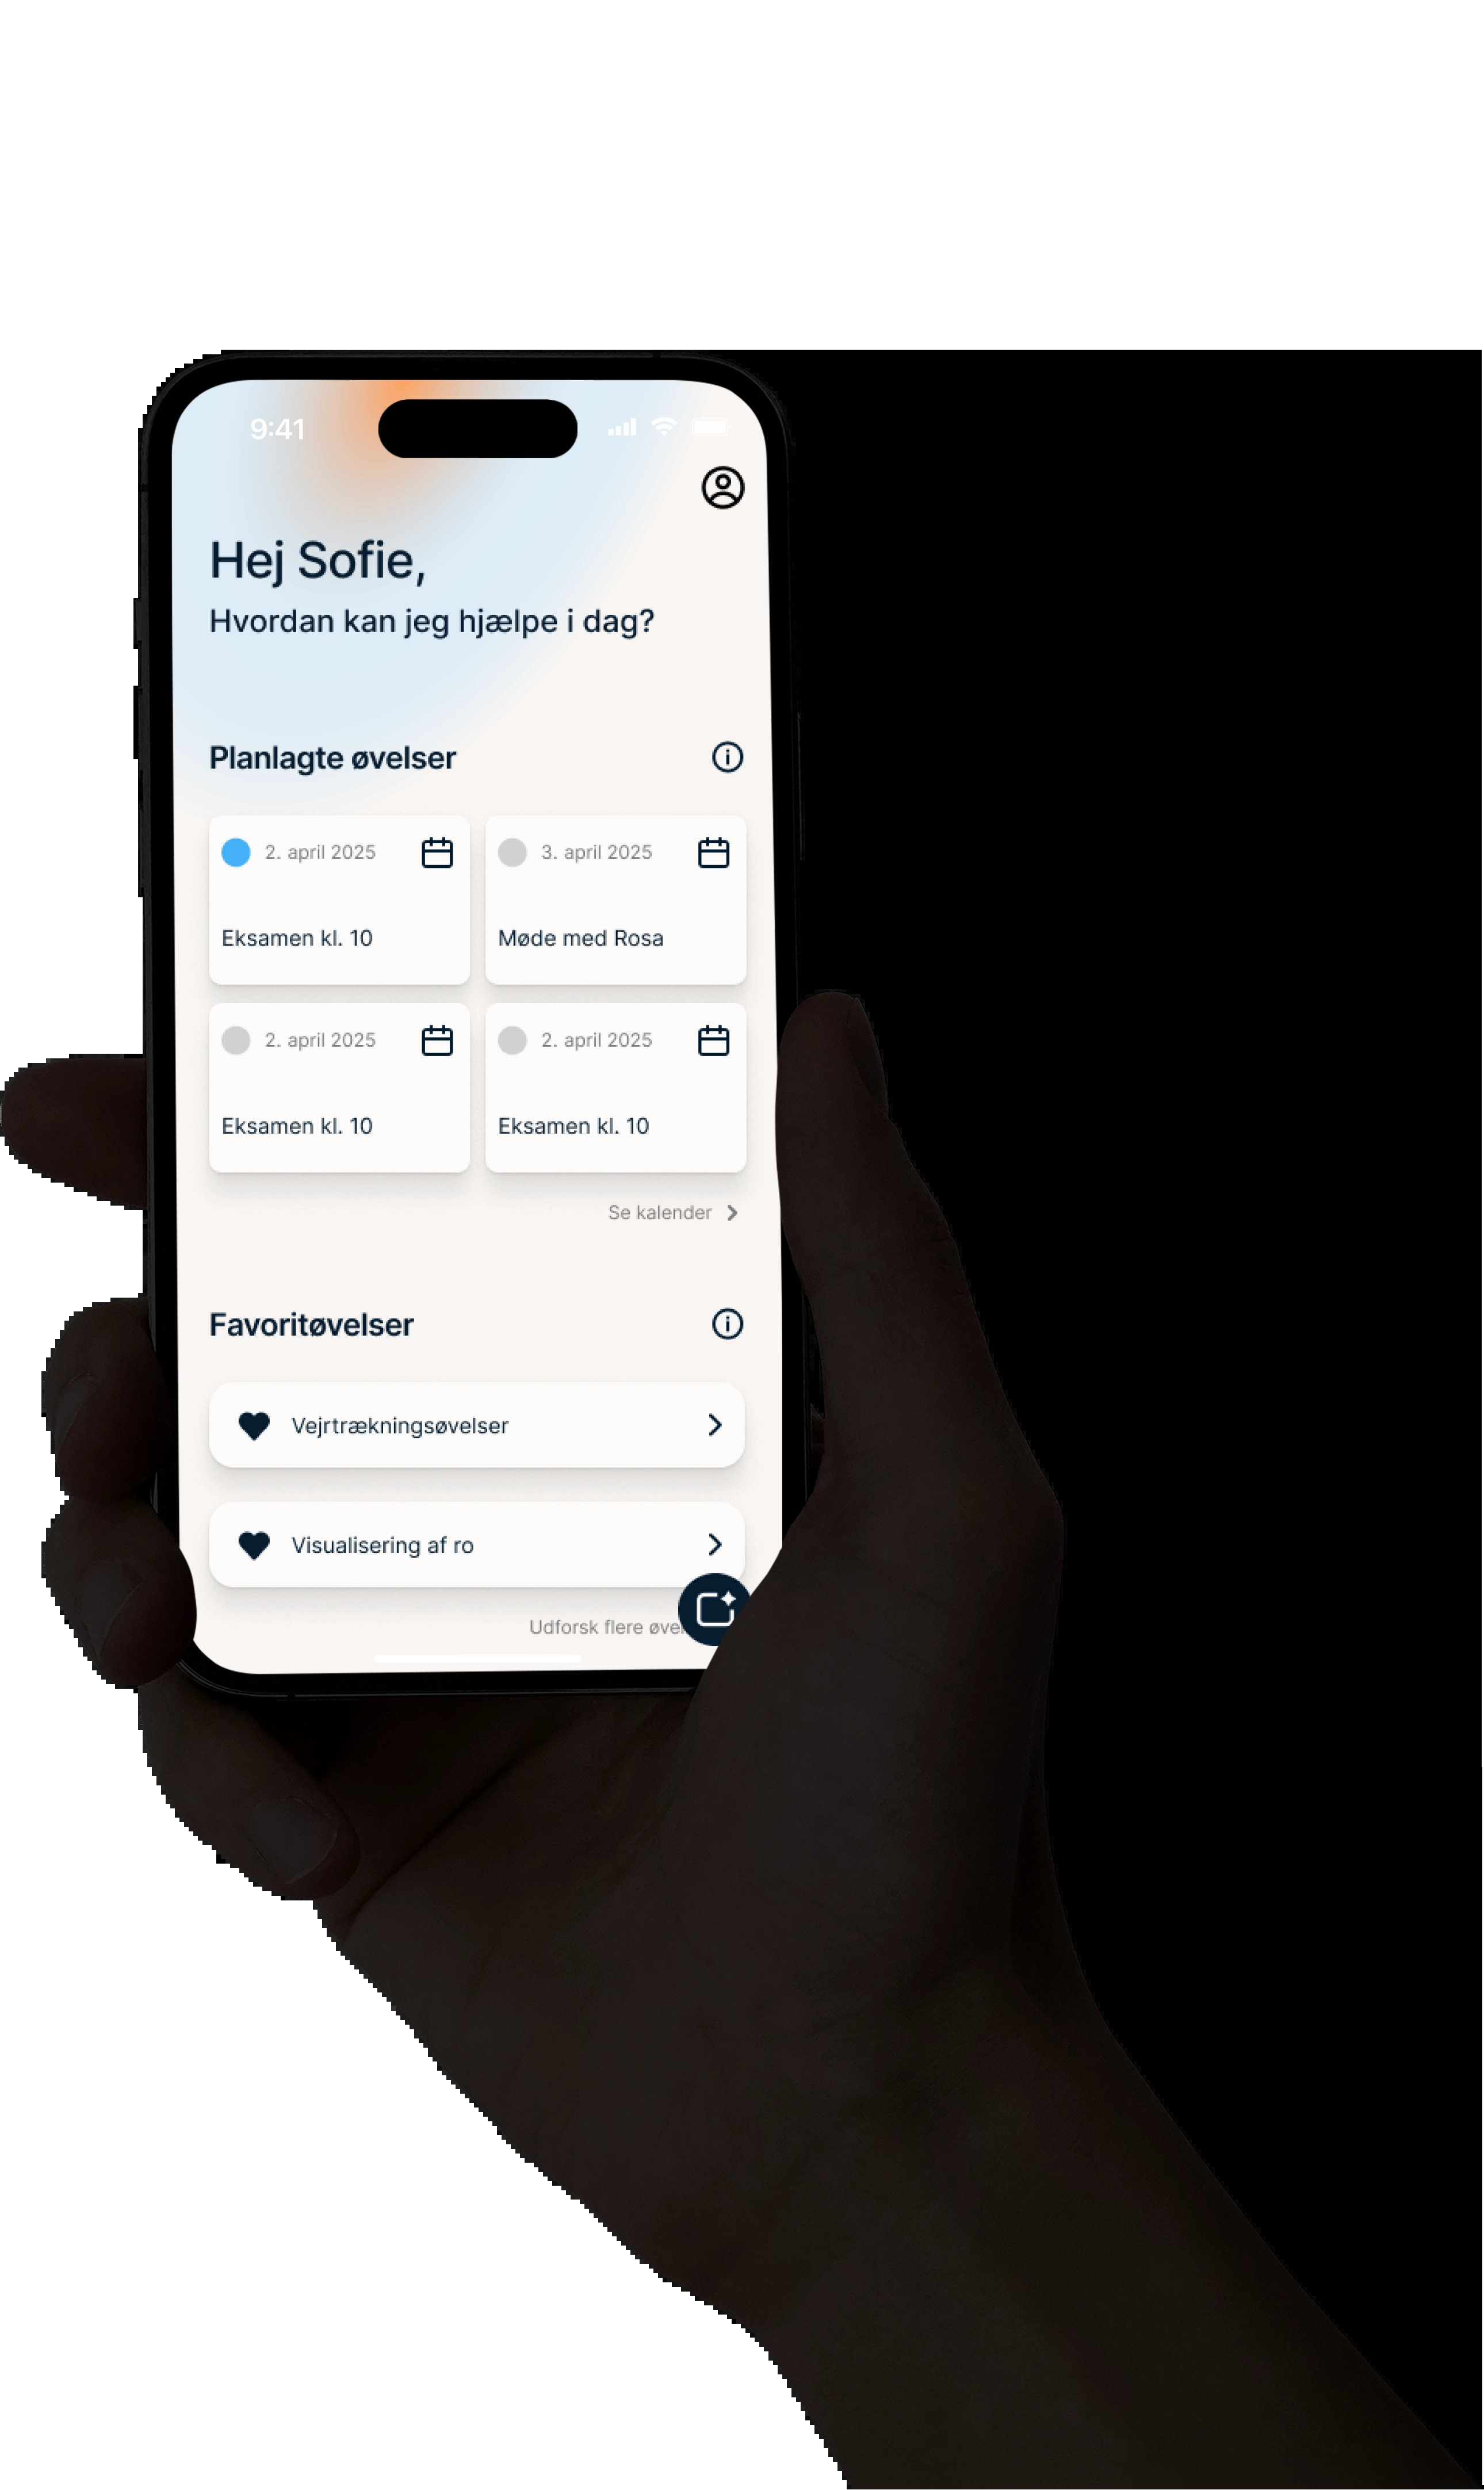 9:41
Hej Sofie,
Hvordan kan jeg hjælpe i dag?
Planlagte øvelser
2. april 2025
Eksamen kl. 10
3. april 2025
Møde med Rosa
2. april 2025
Eksamen kl. 10
2. april 2025
Eksamen kl. 10
Se kalender
Favoritøvelser
Vejrtrækningsøvelser
Visualisering af ro
Udforsk flere